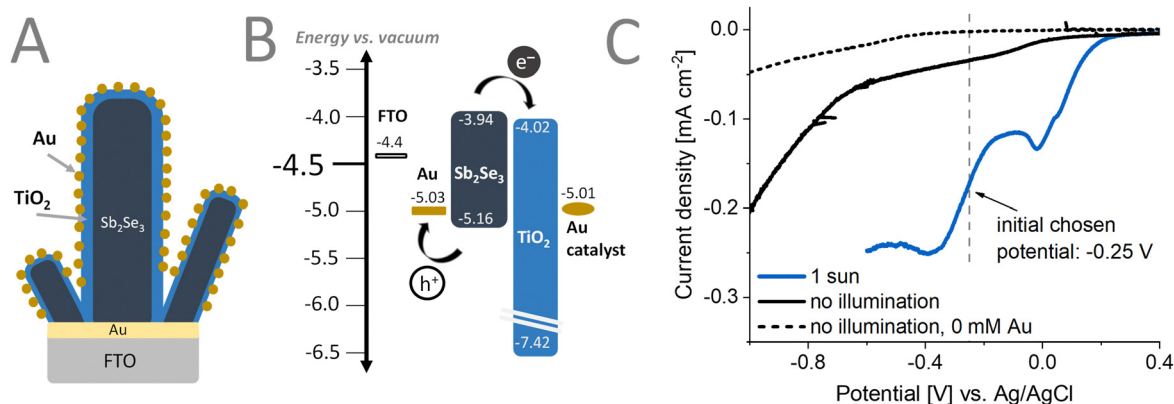 A
Au
TiO2
Sb2Se3
Au
FTO
B
Energy vs. vacuum
-3.5
-4.0
-4.5
-5.0
-5.5
-6.0
-6.5
FTO
-4.4
Au
-5.03
e−
-3.94
Sb2Se3
-5.16
h+
-4.02
TiO2
-7.42
-5.01
Au
catalyst
C
Current density [mA cm-2]
0.0
-0.1
-0.2
-0.3
initial chosen
potential: -0.25 V
1 sun
no illumination
no illumination, 0 mM Au
-0.8
-0.4
0.0
0.4
Potential [V] vs. Ag/AgCl